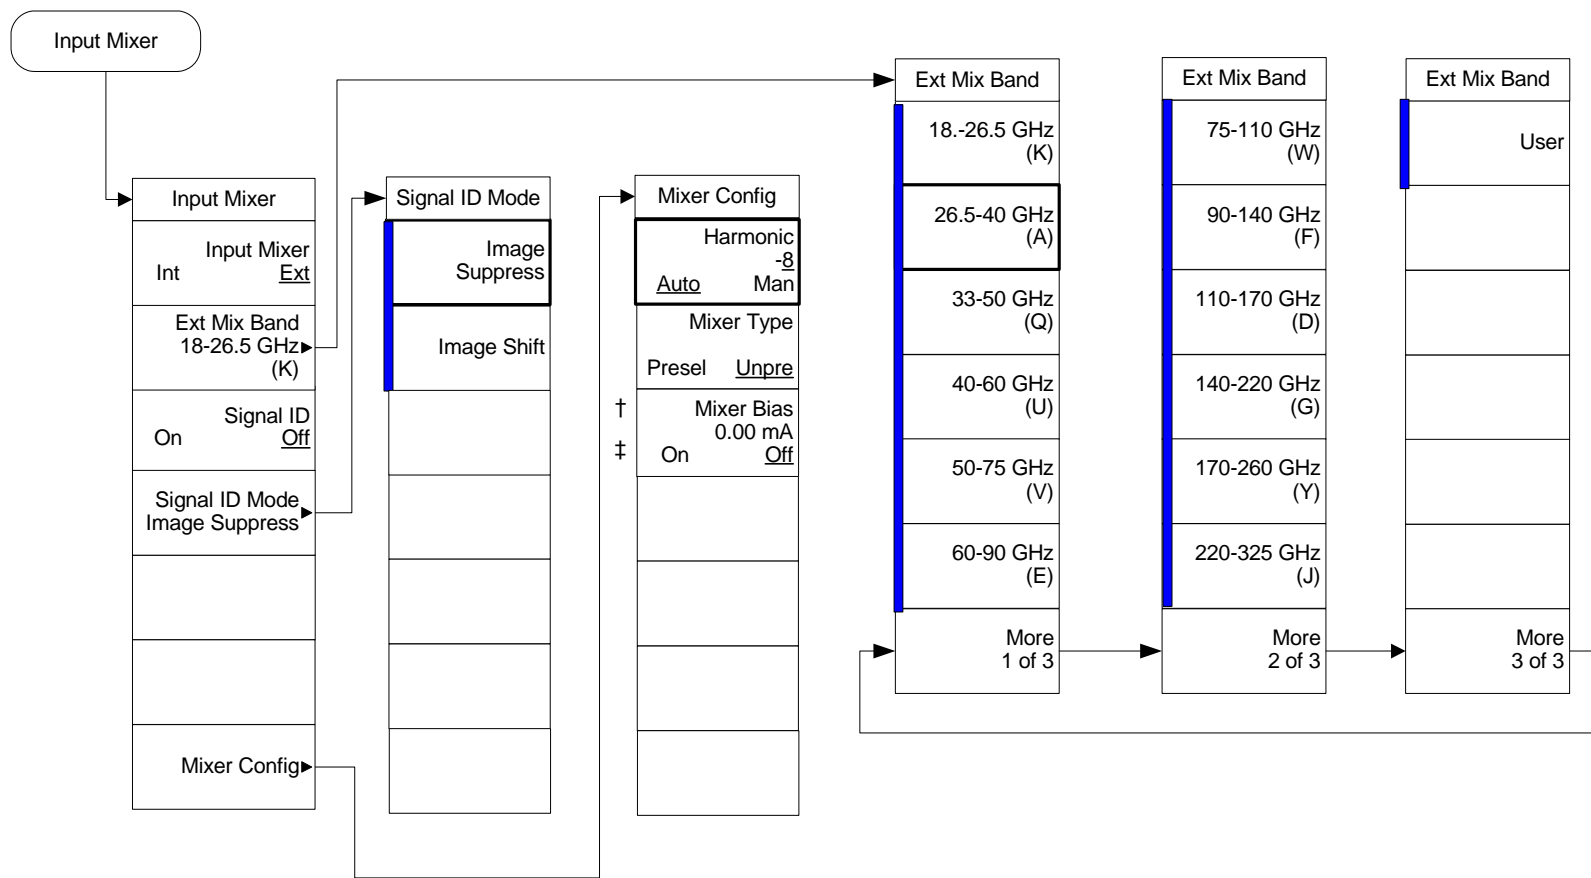 Input Mixer
Input Mixer
Input Mixer
Int Ext
Ext Mix Band
18-26.5 GHz
(K)
Signal ID
On Off
Signal ID Mode
Image Suppress
Mixer Config
Signal ID Mode
Image
Suppress
Image Shift
Mixer Config
Harmonic
-8
Auto Man
Mixer Type
Presel Unpre
† Mixer Bias
0.00 mA
‡ On Off
Ext Mix Band
18.-26.5 GHz
(K)
26.5-40 GHz
(A)
33-50 GHz
(Q)
40-60 GHz
(U)
50-75 GHz
(V)
60-90 GHz
(E)
More
1 of 3
Ext Mix Band
75-110 GHz
(W)
90-140 GHz
(F)
110-170 GHz
(D)
140-220 GHz
(G)
170-260 GHz
(Y)
220-325 GHz
(J)
More
2 of 3
Ext Mix Band
User
More
3 of 3